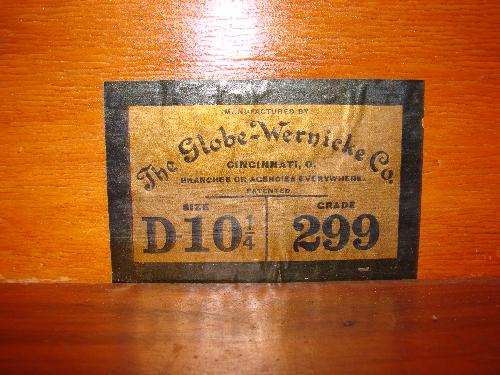 MANUFACTURED BY
The Globe-Wernicke Co.
CINCINNATI, O.
BRANCHES OR AGENCIES EVERYWHERE.
PATENTED
SIZE GRADE
D10 1/4 299